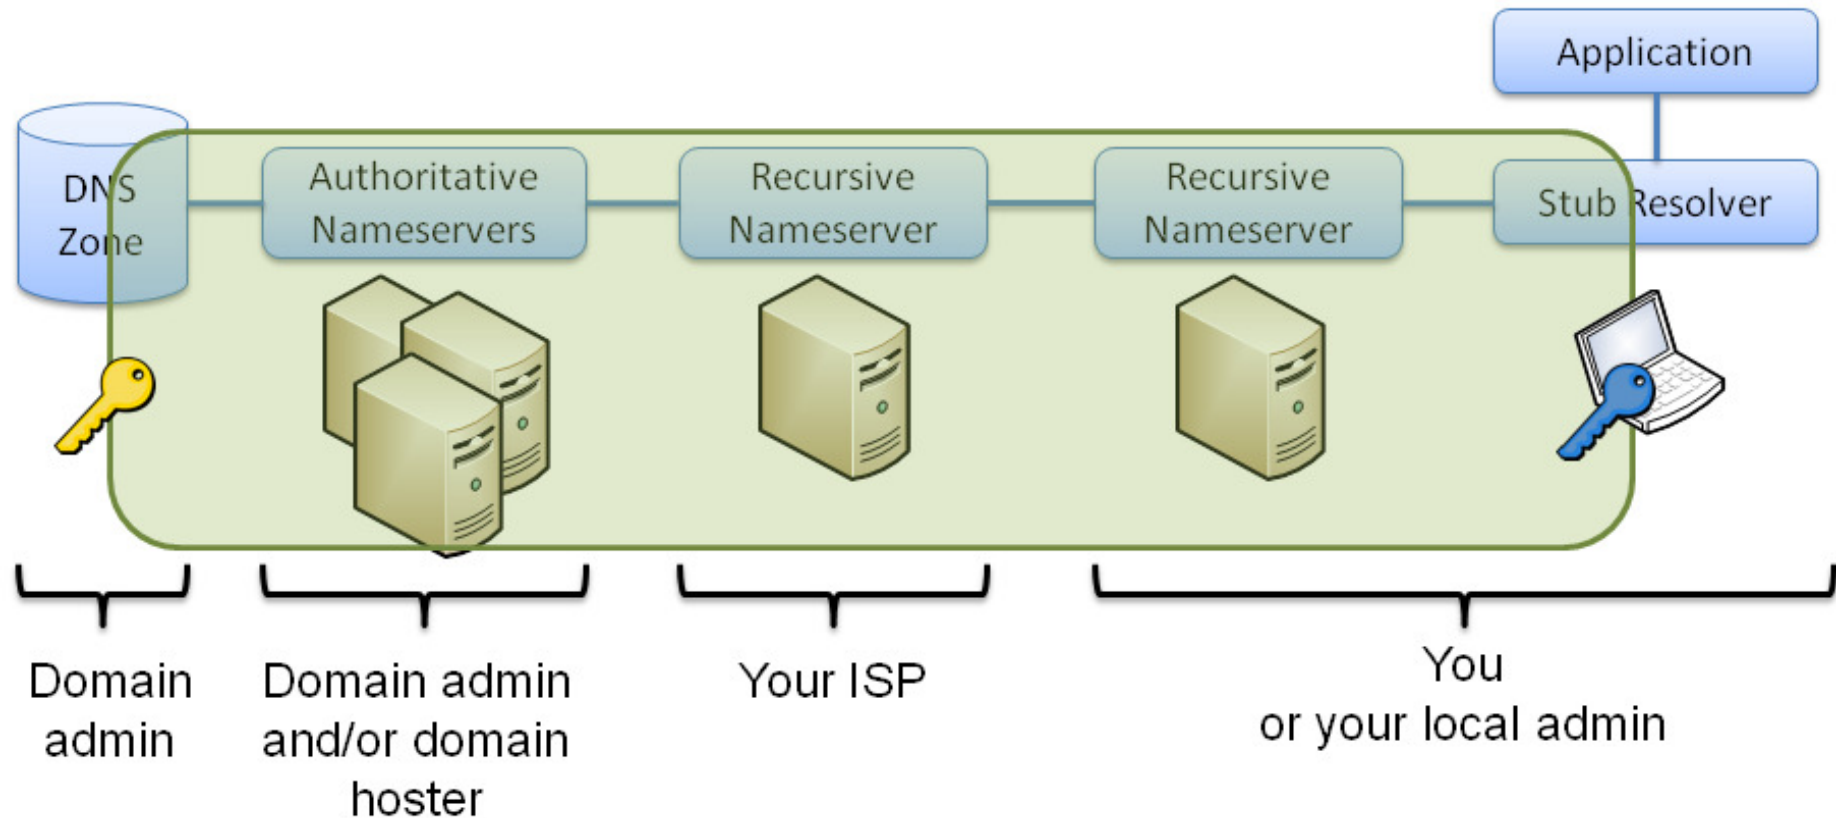 Application
DNS
Zone
Authoritative
Nameservers
Recursive
Nameserver
Recursive
Nameserver
Stub Resolver
Domain
admin
Domain admin
and/or domain
hoster
Your ISP
You
or your local admin